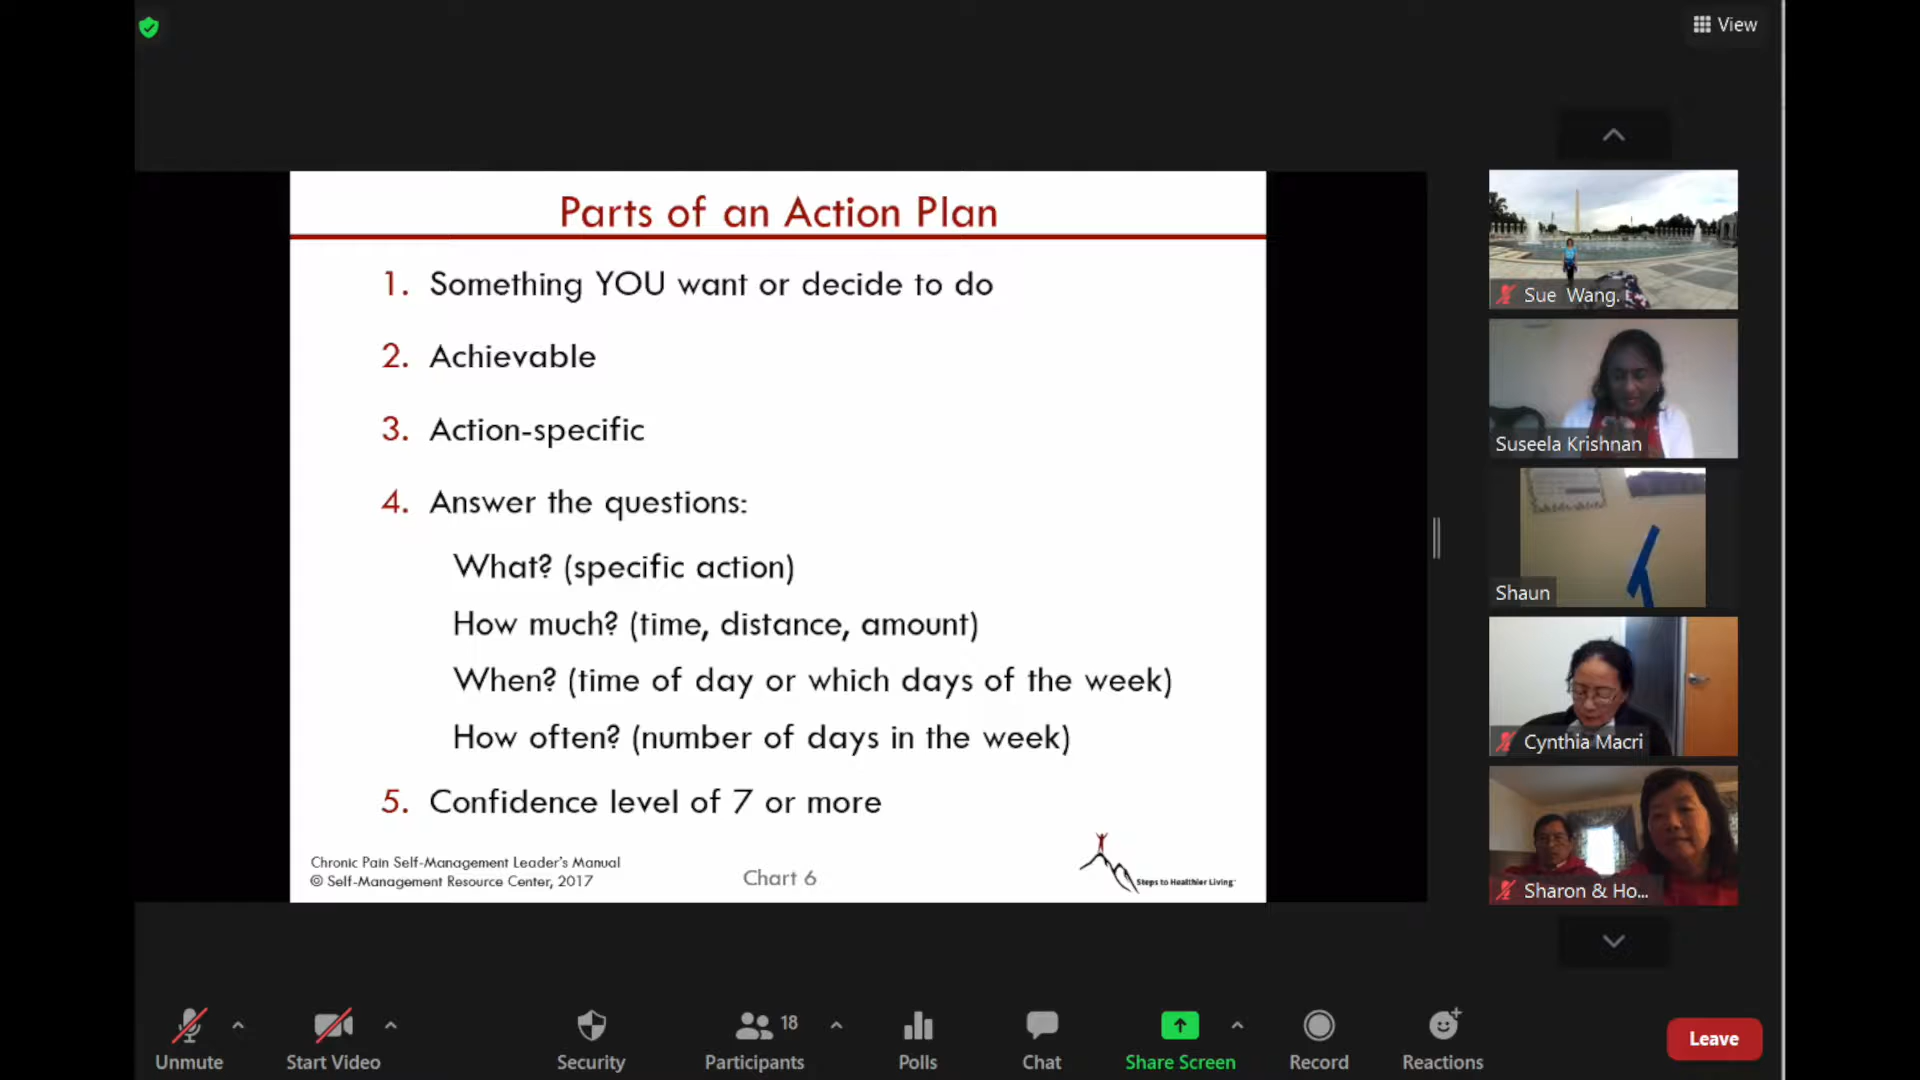 View
Parts of an Action Plan
1. Something YOU want or decide to do
2. Achievable
3. Action-specific
4. Answer the questions:
What? (specific action)
How much? (time, distance, amount)
When? (time of day or which days of the week)
How often? (number of days in the week)
5. Confidence level of 7 or more
Chronic Pain Self-Management Leader's Manual
© Self-Management Resource Center, 2017
Chart 6
Steps to Healthier Living
Sue Wang.
Suseela Krishnan
Shaun
Cynthia Macri
Sharon & Ho...
Unmute
Start Video
Security
Participants
18
Polls
Chat
Share Screen
Record
Reactions
Leave